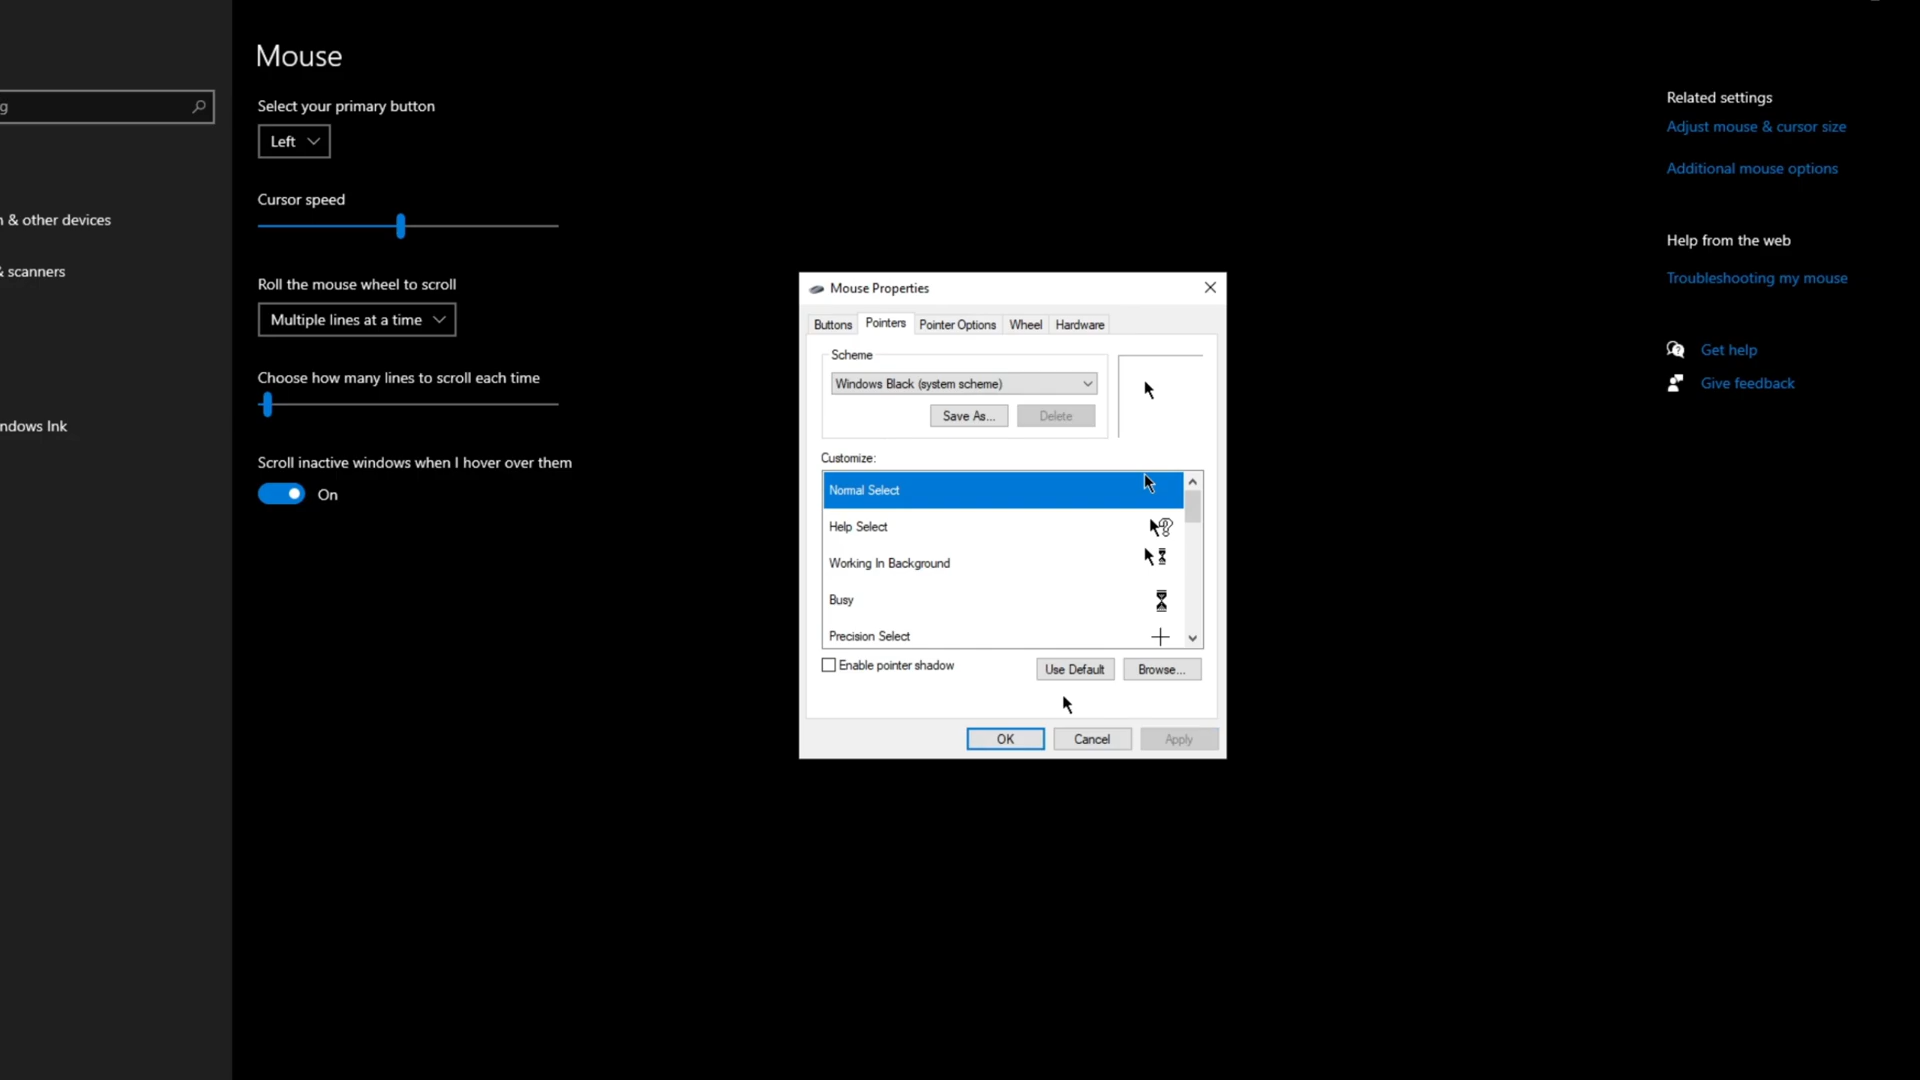 Mouse
g
Select your primary button
Left
Cursor speed
& other devices
Roll the mouse wheel to scroll
& scanners
Multiple lines at a time
Choose how many lines to scroll each time
ndows Ink
Scroll inactive windows when I hover over them
On
Mouse Properties
Buttons Pointers Pointer Options Wheel Hardware
Scheme
Windows Black (system scheme)
Save As... Delete
Customize:
Normal Select
Help Select
Working In Background
Busy
Precision Select
Enable pointer shadow
Use Default Browse...
OK Cancel Apply
Related settings
Adjust mouse & cursor size
Additional mouse options
Help from the web
Troubleshooting my mouse
Get help
Give feedback